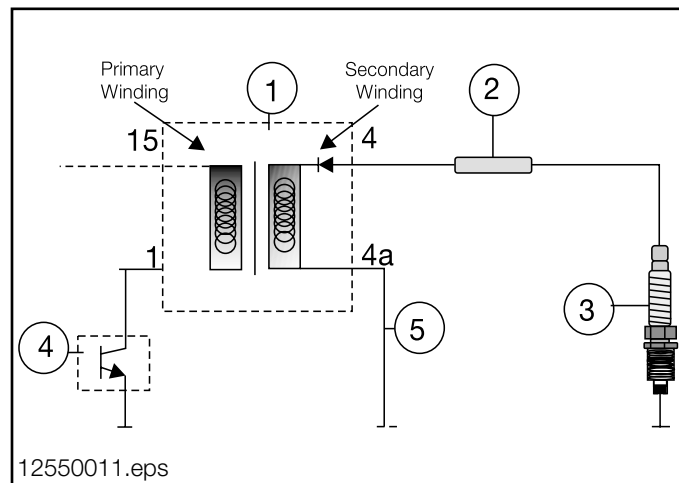 Primary
Winding
Secondary
Winding
1
2
15
4
1
4a
3
4
5
12550011.eps